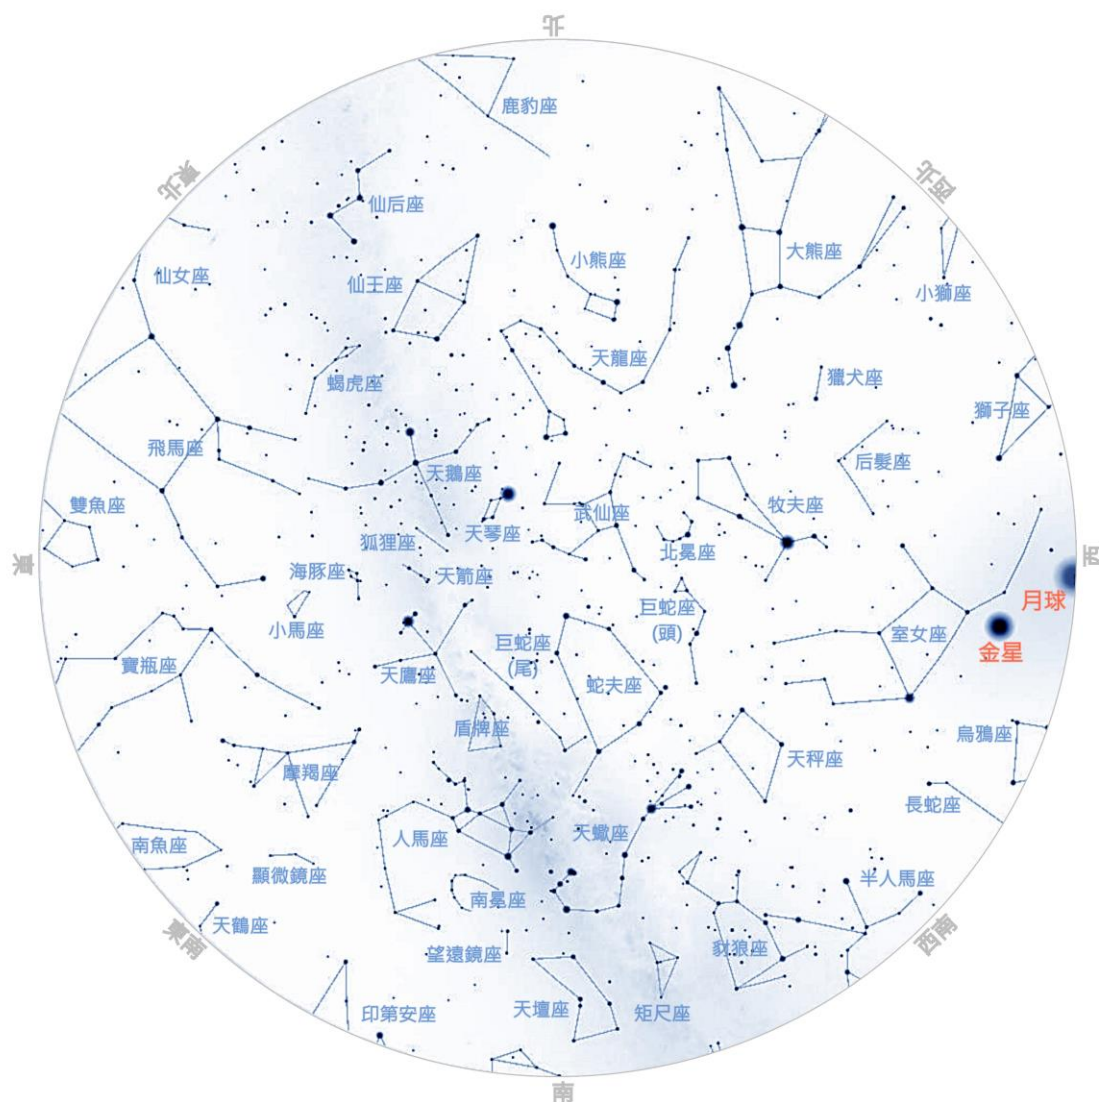 北
鹿豹座
東北
西北
仙后座
小熊座
大熊座
仙女座
仙王座
小獅座
天龍座
蝎虎座
獵犬座
獅子座
飛馬座
天鵝座
后髮座
雙魚座
武仙座
牧夫座
天琴座
狐狸座
北冕座
東
西
海豚座
天箭座
月球
小馬座
巨蛇座
(頭)
室女座
巨蛇座
(尾)
金星
寶瓶座
天鷹座
蛇夫座
盾牌座
烏鴉座
天秤座
摩羯座
長蛇座
人馬座
天蠍座
南魚座
顯微鏡座
半人馬座
南冕座
天鶴座
東南
西南
望遠鏡座
豺狼座
印第安座
天壇座
矩尺座
南